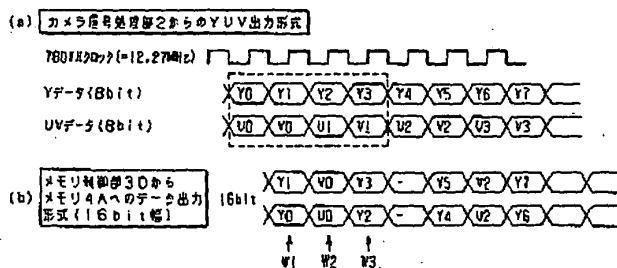 (a) カメラ信号処理部2からのYUV出力形式
780fHクロック(=12.27MHz)
Yデータ(8bit) Y0 Y1 Y2 Y3 Y4 Y5 Y6 Y7
UVデータ(8bit) U0 V0 U1 V1 U2 V2 U3 V3
(b) メモリ制御部30から
メモリ4Aへのデータ出力
形式(16bit幅)
16bit
Y1 V0 Y3 - Y5 V2 Y7
Y0 U0 Y2 - Y4 U2 Y6
W1 W2 W3